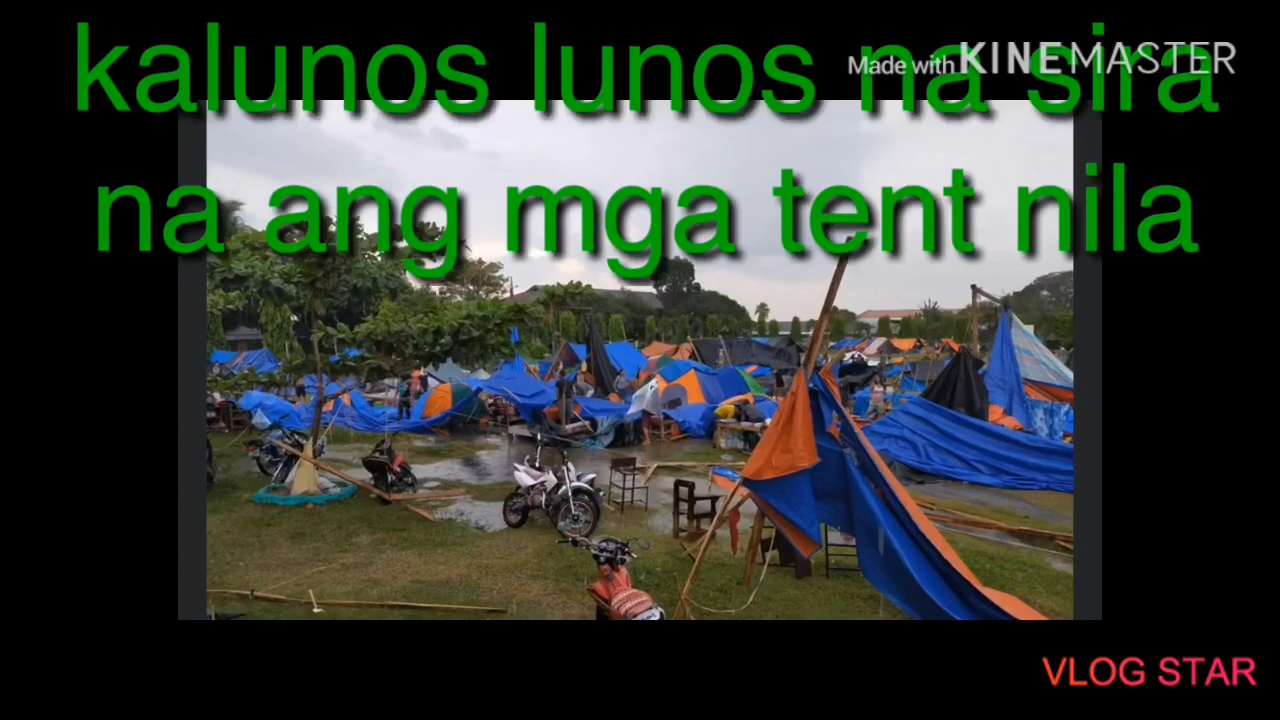 kalunos lunos na sira
Made with KINEMASTER
na ang mga tent nila
VLOG STAR